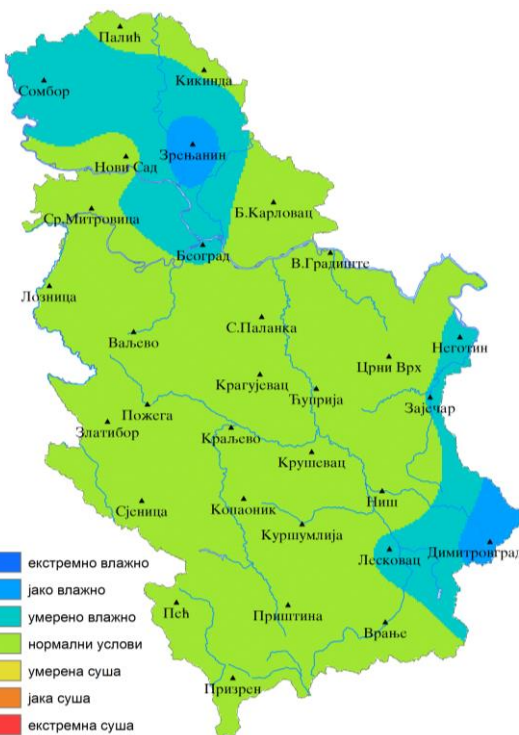 Палић
Кикинда
Сомбор
Зрењанин
Нови Сад
Б.Карловац
Ср.Митровица
Београд
В.Градиште
Лозница
С.Паланка
Ваљево
Неготин
Црни Врх
Крагујевац
Ћуприја
Зајечар
Пожега
Златибор
Краљево
Крушевац
Ниш
Сјеница
Копаоник
Куршумлија
Лесковац
Димитровград
екстремно влажно
јако влажно
умерено влажно
Пећ
Приштина
Врање
нормални услови
умерена суша
Призрен
јака суша
екстремна суша